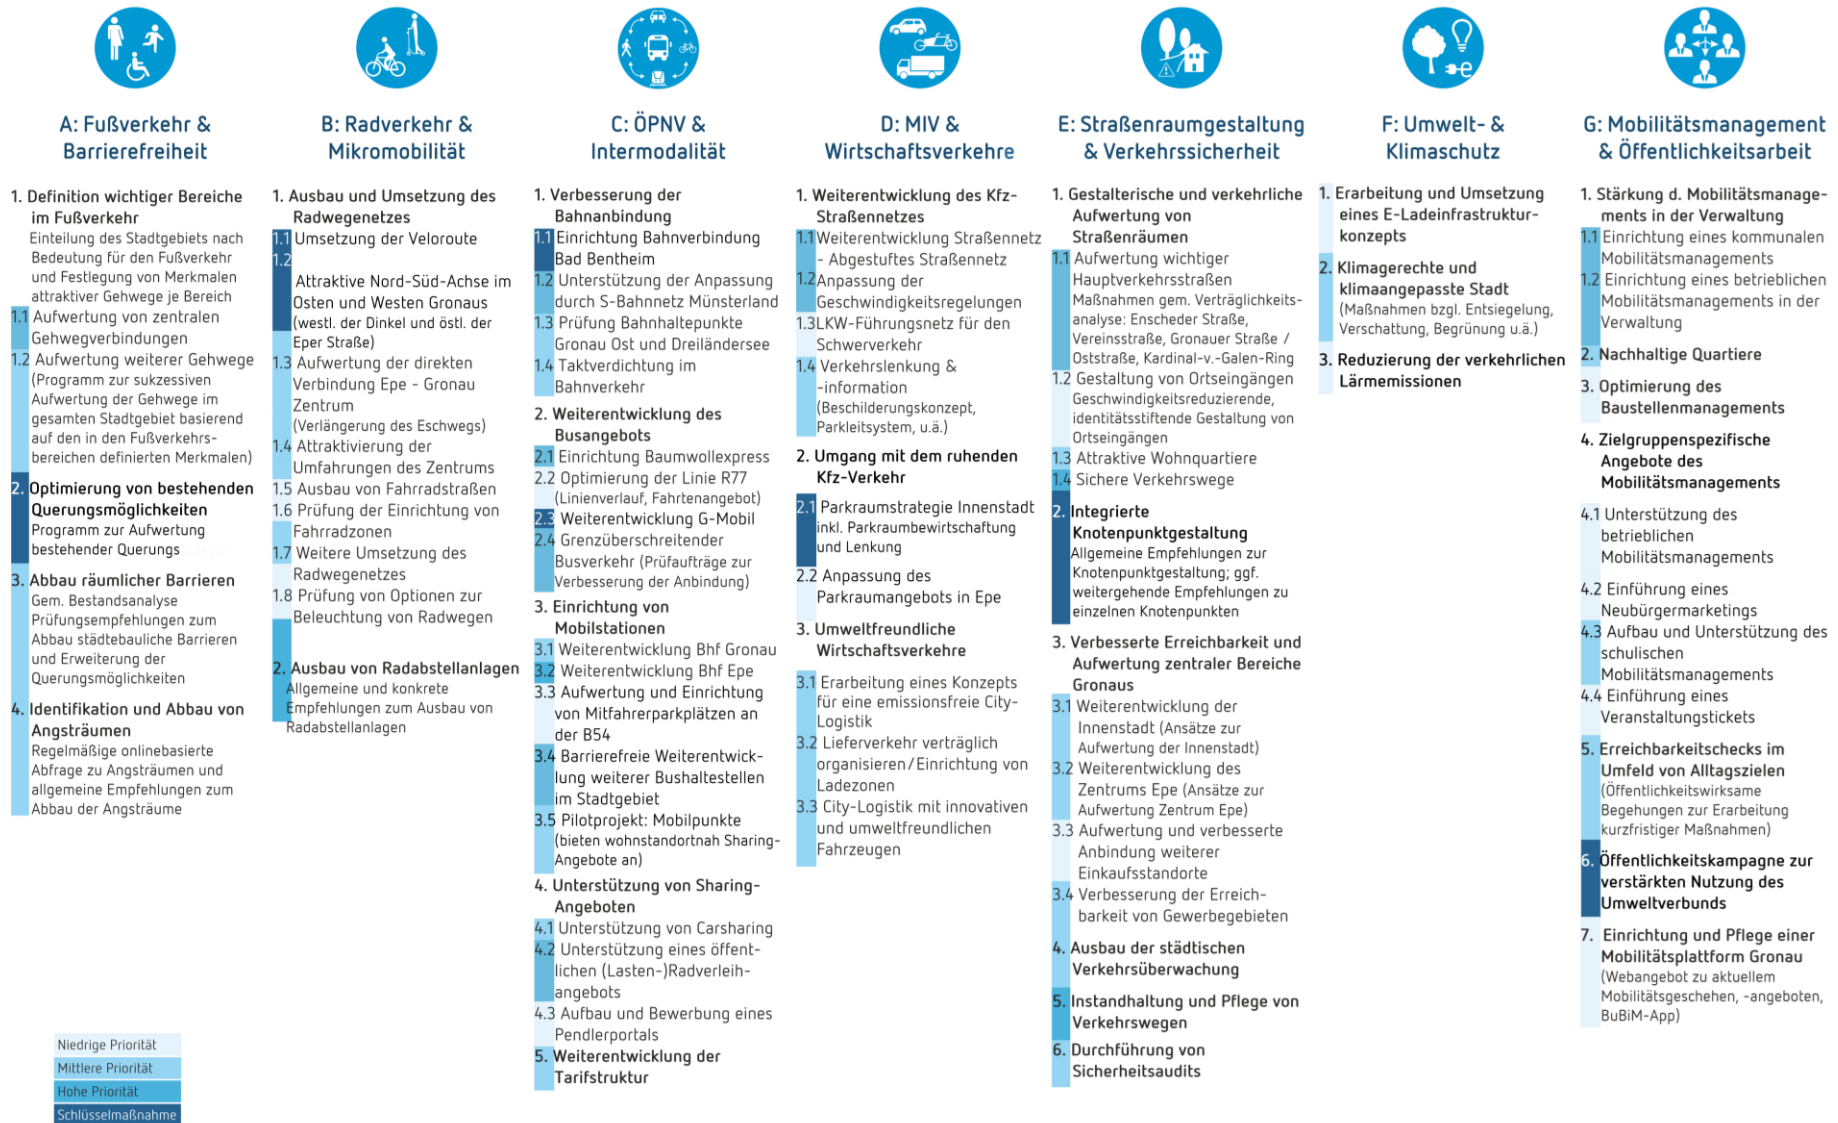 A: Fußverkehr &
Barrierefreiheit
1. Definition wichtiger Bereiche
im Fußverkehr
Einteilung des Stadtgebiets nach
Bedeutung für den Fußverkehr
und Festlegung von Merkmalen
attraktiver Gehwege je Bereich
1.1 Aufwertung von zentralen
Gehwegverbindungen
1.2 Aufwertung weiterer Gehwege
(Programm zur sukzessiven
Aufwertung der Gehwege im
gesamten Stadtgebiet basierend
auf den in den Fußverkehrs-
bereichen definierten Merkmalen)
2. Optimierung von bestehenden
Querungsmöglichkeiten
Programm zur Aufwertung
bestehender Querungs
3. Abbau räumlicher Barrieren
Gem. Bestandsanalyse
Prüfungsempfehlungen zum
Abbau städtebauliche Barrieren
und Erweiterung der
Querungsmöglichkeiten
4. Identifikation und Abbau von
Angsträumen
Regelmäßige onlinebasierte
Abfrage zu Angsträumen und
allgemeine Empfehlungen zum
Abbau der Angsträume
B: Radverkehr &
Mikromobilität
1. Ausbau und Umsetzung des
Radwegenetzes
1.1 Umsetzung der Veloroute
1.2
Attraktive Nord-Süd-Achse im
Osten und Westen Gronaus
(westl. der Dinkel und östl. der
Eper Straße)
1.3 Aufwertung der direkten
Verbindung Epe - Gronau
Zentrum
(Verlängerung des Eschwegs)
1.4 Attraktivierung der
Umfahrungen des Zentrums
1.5 Ausbau von Fahrradstraßen
1.6 Prüfung der Einrichtung von
Fahrradzonen
1.7 Weitere Umsetzung des
Radwegenetzes
1.8 Prüfung von Optionen zur
Beleuchtung von Radwegen
2. Ausbau von Radabstellanlagen
Allgemeine und konkrete
Empfehlungen zum Ausbau von
Radabstellanlagen
C: ÖPNV &
Intermodalität
1. Verbesserung der
Bahnanbindung
1.1 Einrichtung Bahnverbindung
Bad Bentheim
1.2 Unterstützung der Anpassung
durch S-Bahnnetz Münsterland
1.3 Prüfung Bahnhaltepunkte
Gronau Ost und Dreiländersee
1.4 Taktverdichtung im
Bahnverkehr
2. Weiterentwicklung des
Busangebots
2.1 Einrichtung Baumwollexpress
2.2 Optimierung der Linie R77
(Linienverlauf, Fahrtenangebot)
2.3 Weiterentwicklung G-Mobil
2.4 Grenzüberschreitender
Busverkehr (Prüfaufträge zur
Verbesserung der Anbindung)
3. Einrichtung von
Mobilstationen
3.1 Weiterentwicklung Bhf Gronau
3.2 Weiterentwicklung Bhf Epe
3.3 Aufwertung und Einrichtung
von Mitfahrerparkplätzen an
der B54
3.4 Barrierefreie Weiterentwick-
lung weiterer Bushaltestellen
im Stadtgebiet
3.5 Pilotprojekt: Mobilpunkte
(bieten wohnstandortnah Sharing-
Angebote an)
4. Unterstützung von Sharing-
Angeboten
4.1 Unterstützung von Carsharing
4.2 Unterstützung eines öffent-
lichen (Lasten-)Radverleih-
angebots
4.3 Aufbau und Bewerbung eines
Pendlerportals
5. Weiterentwicklung der
Tarifstruktur
D: MIV &
Wirtschaftsverkehre
1. Weiterentwicklung des Kfz-
Straßennetzes
1.1 Weiterentwicklung Straßennetz
- Abgestuftes Straßennetz
1.2 Anpassung der
Geschwindigkeitsregelungen
1.3 LKW-Führungsnetz für den
Schwerverkehr
1.4 Verkehrslenkung &
-information
(Beschilderungskonzept,
Parkleitsystem, u.ä.)
2. Umgang mit dem ruhenden
Kfz-Verkehr
2.1 Parkraumstrategie Innenstadt
inkl. Parkraumbewirtschaftung
und Lenkung
2.2 Anpassung des
Parkraumangebots in Epe
3. Umweltfreundliche
Wirtschaftsverkehre
3.1 Erarbeitung eines Konzepts
für eine emissionsfreie City-
Logistik
3.2 Lieferverkehr verträglich
organisieren/Einrichtung von
Ladezonen
3.3 City-Logistik mit innovativen
und umweltfreundlichen
Fahrzeugen
E: Straßenraumgestaltung
& Verkehrssicherheit
1. Gestalterische und verkehrliche
Aufwertung von
Straßenräumen
1.1 Aufwertung wichtiger
Hauptverkehrsstraßen
Maßnahmen gem. Verträglichkeits-
analyse: Enscheder Straße,
Vereinsstraße, Gronauer Straße /
Oststraße, Kardinal-v.-Galen-Ring
1.2 Gestaltung von Ortseingängen
Geschwindigkeitsreduzierende,
identitätsstiftende Gestaltung von
Ortseingängen
1.3 Attraktive Wohnquartiere
1.4 Sichere Verkehrswege
2. Integrierte
Knotenpunktgestaltung
Allgemeine Empfehlungen zur
Knotenpunktgestaltung; ggf.
weitergehende Empfehlungen zu
einzelnen Knotenpunkten
3. Verbesserte Erreichbarkeit und
Aufwertung zentraler Bereiche
Gronaus
3.1 Weiterentwicklung der
Innenstadt (Ansätze zur
Aufwertung der Innenstadt)
3.2 Weiterentwicklung des
Zentrums Epe (Ansätze zur
Aufwertung Zentrum Epe)
3.3 Aufwertung und verbesserte
Anbindung weiterer
Einkaufsstandorte
3.4 Verbesserung der Erreich-
barkeit von Gewerbegebieten
4. Ausbau der städtischen
Verkehrsüberwachung
5. Instandhaltung und Pflege von
Verkehrswegen
6. Durchführung von
Sicherheitsaudits
F: Umwelt- &
Klimaschutz
1. Erarbeitung und Umsetzung
eines E-Ladeinfrastruktur-
konzepts
2. Klimagerechte und
klimaangepasste Stadt
(Maßnahmen bzgl. Entsiegelung,
Verschattung, Begrünung u.ä.)
3. Reduzierung der verkehrlichen
Lärmemissionen
G: Mobilitätsmanagement
& Öffentlichkeitsarbeit
1. Stärkung d. Mobilitätsmanage-
ments in der Verwaltung
1.1 Einrichtung eines kommunalen
Mobilitätsmanagements
1.2 Einrichtung eines betrieblichen
Mobilitätsmanagements in der
Verwaltung
2. Nachhaltige Quartiere
3. Optimierung des
Baustellenmanagements
4. Zielgruppenspezifische
Angebote des
Mobilitätsmanagements
4.1 Unterstützung des
betrieblichen
Mobilitätsmanagements
4.2 Einführung eines
Neubürgermarketings
4.3 Aufbau und Unterstützung des
schulischen
Mobilitätsmanagements
4.4 Einführung eines
Veranstaltungstickets
5. Erreichbarkeitschecks im
Umfeld von Alltagszielen
(Öffentlichkeitswirksame
Begehungen zur Erarbeitung
kurzfristiger Maßnahmen)
6. Öffentlichkeitskampagne zur
verstärkten Nutzung des
Umweltverbunds
7. Einrichtung und Pflege einer
Mobilitätsplattform Gronau
(Webangebot zu aktuellem
Mobilitätsgeschehen, -angeboten,
BuBiM-App)
Niedrige Priorität
Mittlere Priorität
Hohe Priorität
Schlüsselmaßnahme